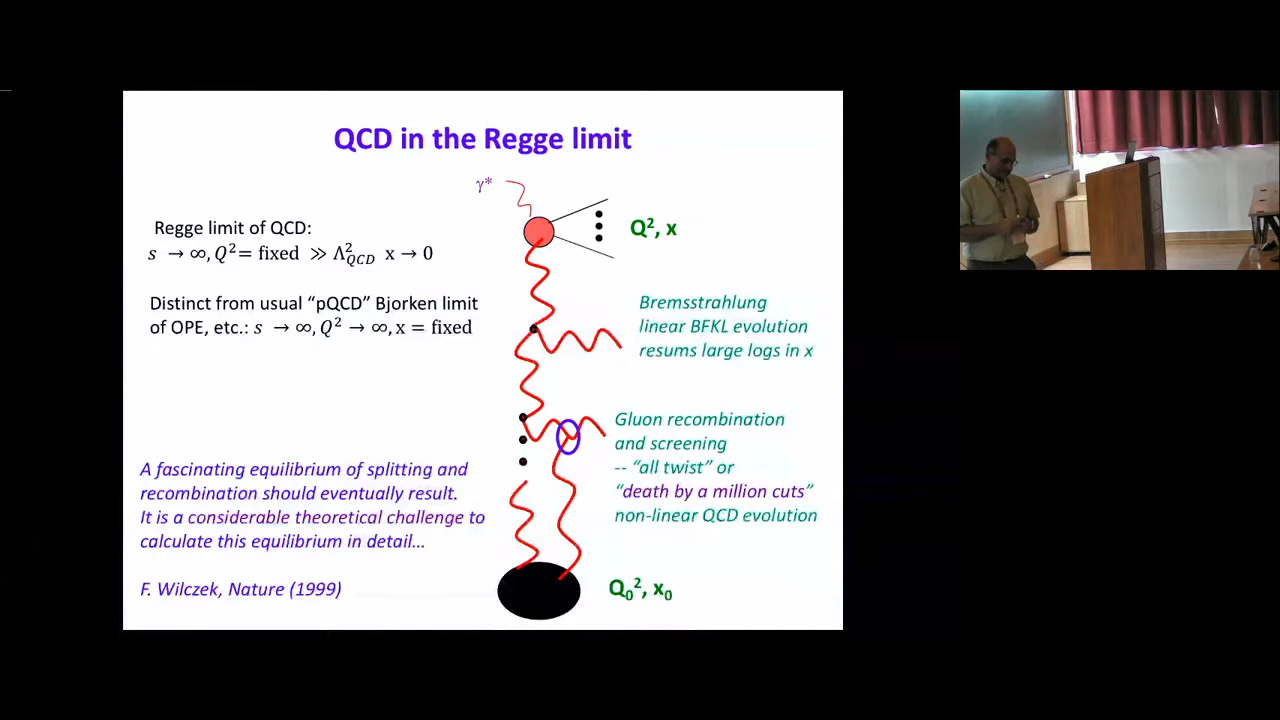 QCD in the Regge limit
γ*
Q², x
Regge limit of QCD:
s → ∞, Q² = fixed ≫ Λ²_QCD x → 0
Distinct from usual “pQCD” Bjorken limit
of OPE, etc.: s → ∞, Q² → ∞, x = fixed
Bremsstrahlung
linear BFKL evolution
resums large logs in x
Gluon recombination
and screening
-- “all twist” or
“death by a million cuts”
non-linear QCD evolution
A fascinating equilibrium of splitting and
recombination should eventually result.
It is a considerable theoretical challenge to
calculate this equilibrium in detail…
F. Wilczek, Nature (1999)
Q₀², x₀